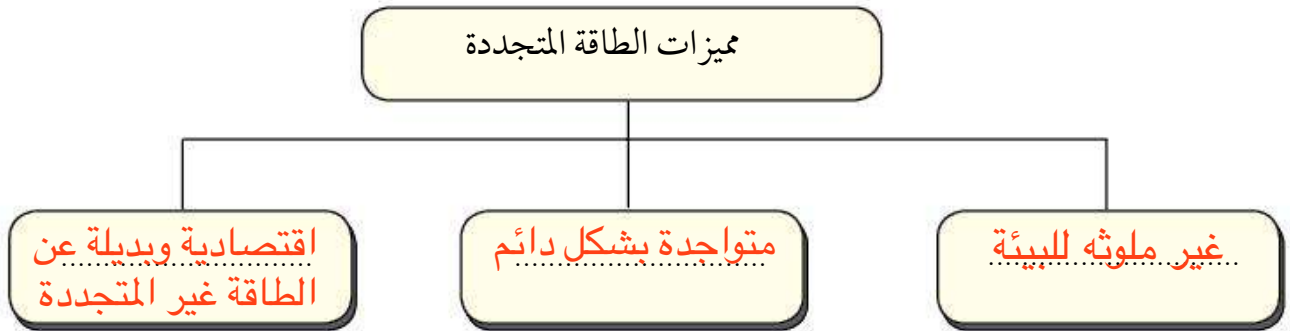 مميزات الطاقة المتجددة
غير ملوثه للبيئة
متواجدة بشكل دائم
اقتصادية وبديلة عن
الطاقة غير المتجددة